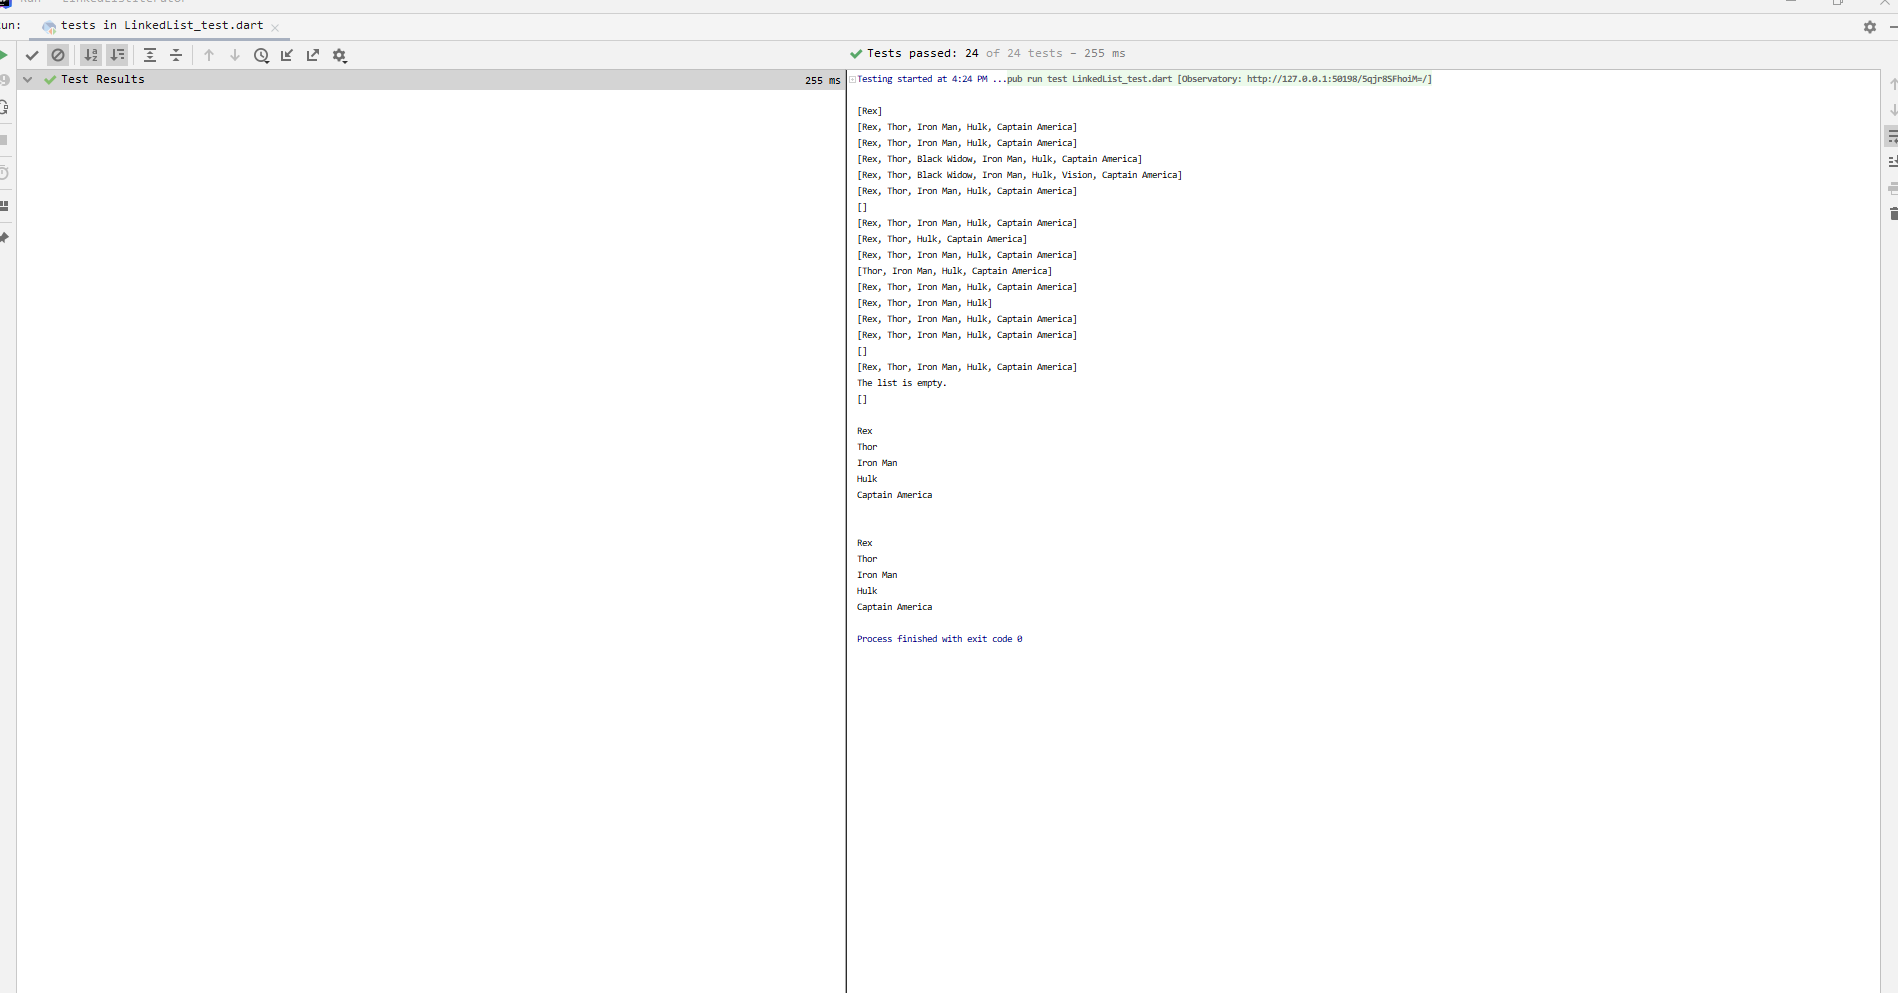 un:
tests in LinkedList_test.dart
Tests passed: 24 of 24 tests – 255 ms
Test Results
255 ms
Testing started at 4:24 PM ...pub run test LinkedList_test.dart [Observatory: http://127.0.0.1:50198/5qjr8SFhoiM=/]
[Rex]
[Rex, Thor, Iron Man, Hulk, Captain America]
[Rex, Thor, Iron Man, Hulk, Captain America]
[Rex, Thor, Black Widow, Iron Man, Hulk, Captain America]
[Rex, Thor, Black Widow, Iron Man, Hulk, Vision, Captain America]
[Rex, Thor, Iron Man, Hulk, Captain America]
[]
[Rex, Thor, Iron Man, Hulk, Captain America]
[Rex, Thor, Hulk, Captain America]
[Rex, Thor, Iron Man, Hulk, Captain America]
[Thor, Iron Man, Hulk, Captain America]
[Rex, Thor, Iron Man, Hulk, Captain America]
[Rex, Thor, Iron Man, Hulk]
[Rex, Thor, Iron Man, Hulk, Captain America]
[Rex, Thor, Iron Man, Hulk, Captain America]
[]
[Rex, Thor, Iron Man, Hulk, Captain America]
The list is empty.
[]
Rex
Thor
Iron Man
Hulk
Captain America
Rex
Thor
Iron Man
Hulk
Captain America
Process finished with exit code 0